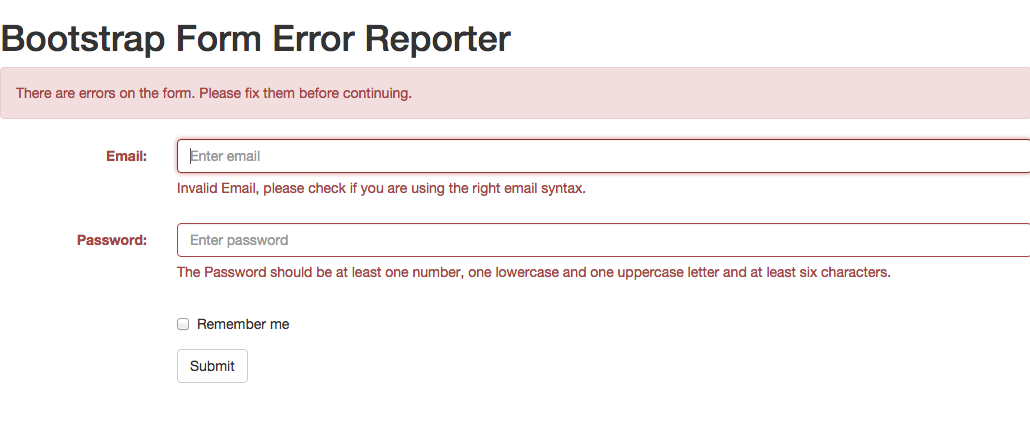 Bootstrap Form Error Reporter
There are errors on the form. Please fix them before continuing.
Email:
Enter email
Invalid Email, please check if you are using the right email syntax.
Password:
Enter password
The Password should be at least one number, one lowercase and one uppercase letter and at least six characters.
Remember me
Submit